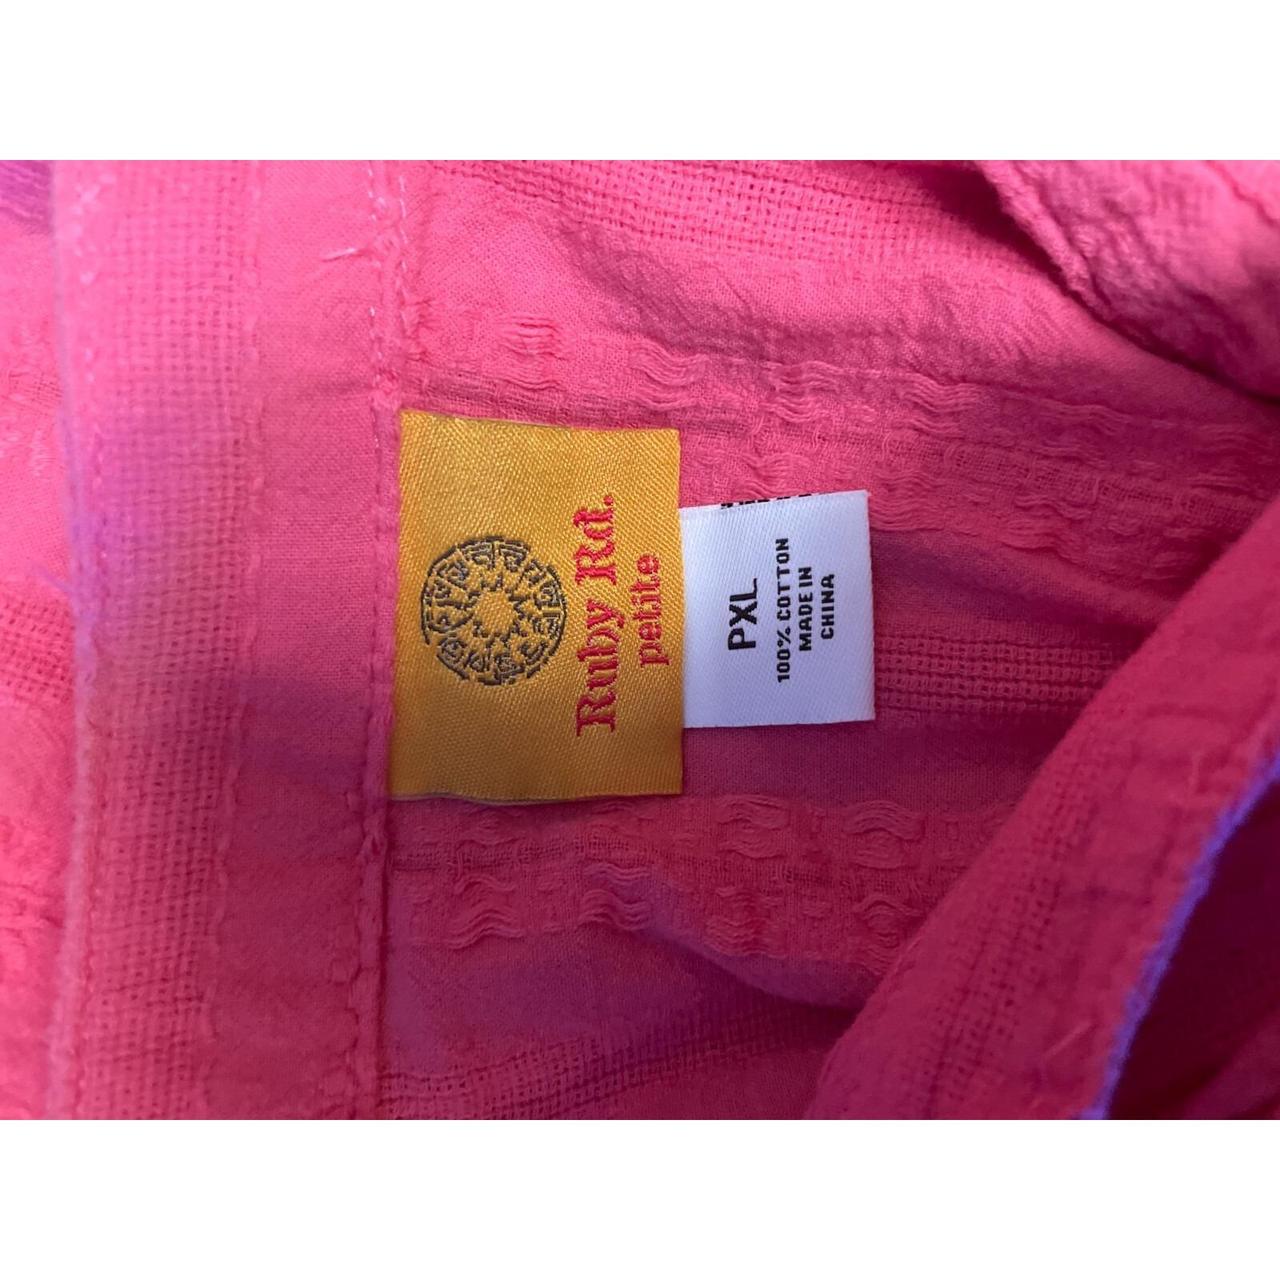 Ruby Rd.
petite
PXL
100% COTTON
MADE IN
CHINA